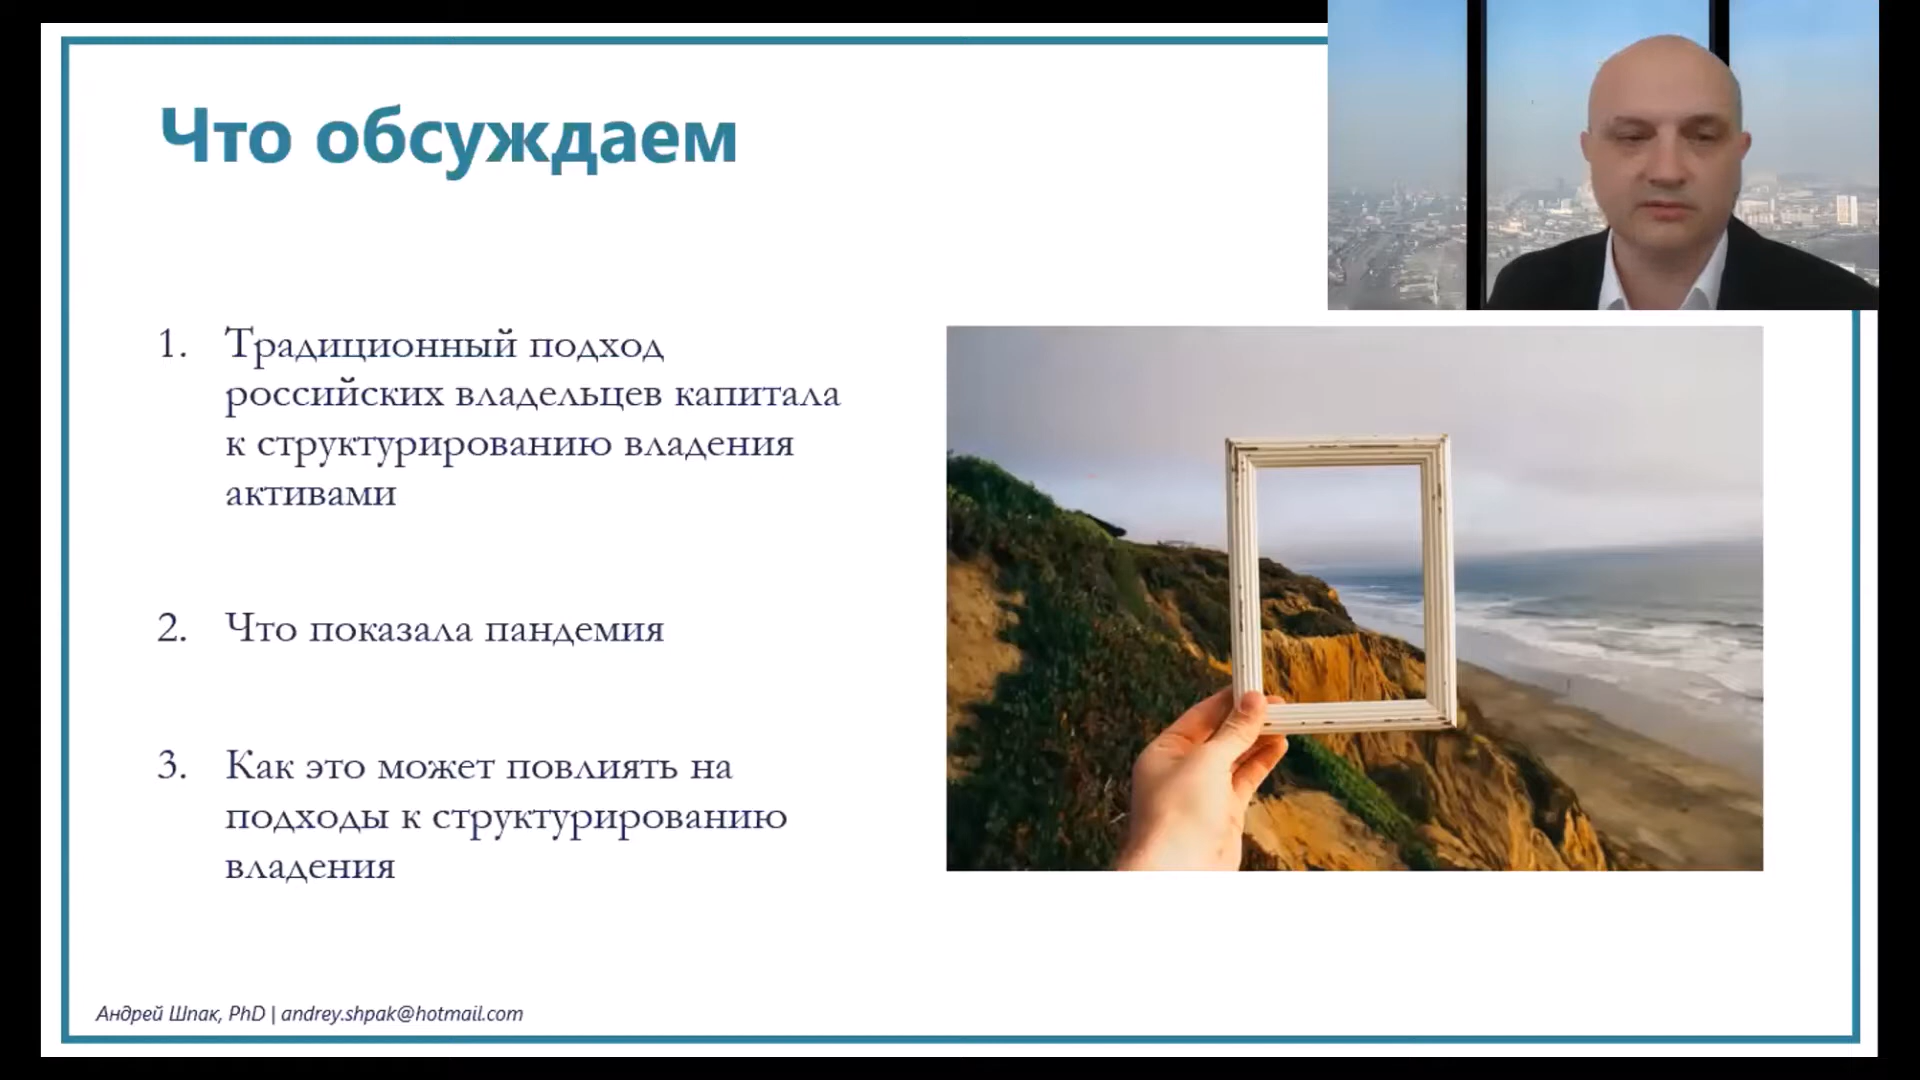 Что обсуждаем
1. Традиционный подход
российских владельцев капитала
к структурированию владения
активами
2. Что показала пандемия
3. Как это может повлиять на
подходы к структурированию
владения
Андрей Шпак, PhD | andrey.shpak@hotmail.com